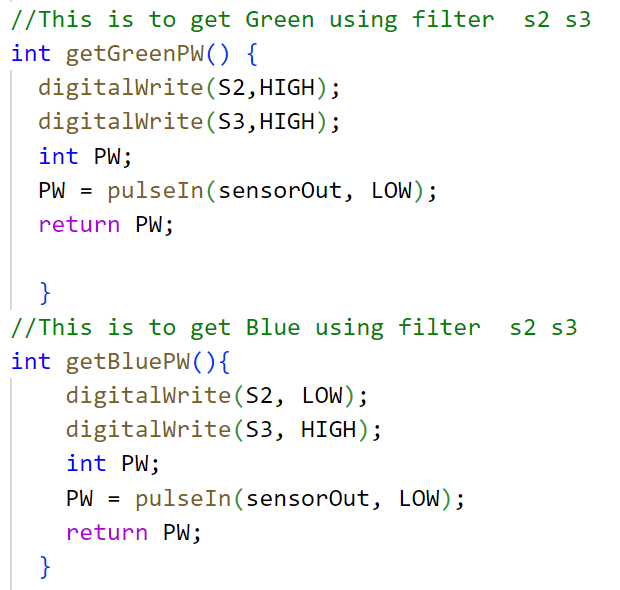 //This is to get Green using filter  s2 s3
int getGreenPW() {
  digitalWrite(S2,HIGH);
  digitalWrite(S3,HIGH);
  int PW;
  PW = pulseIn(sensorOut, LOW);
  return PW;

  }
//This is to get Blue using filter  s2 s3
int getBluePW(){
    digitalWrite(S2, LOW);
    digitalWrite(S3, HIGH);
    int PW;
    PW = pulseIn(sensorOut, LOW);
    return PW;
  }